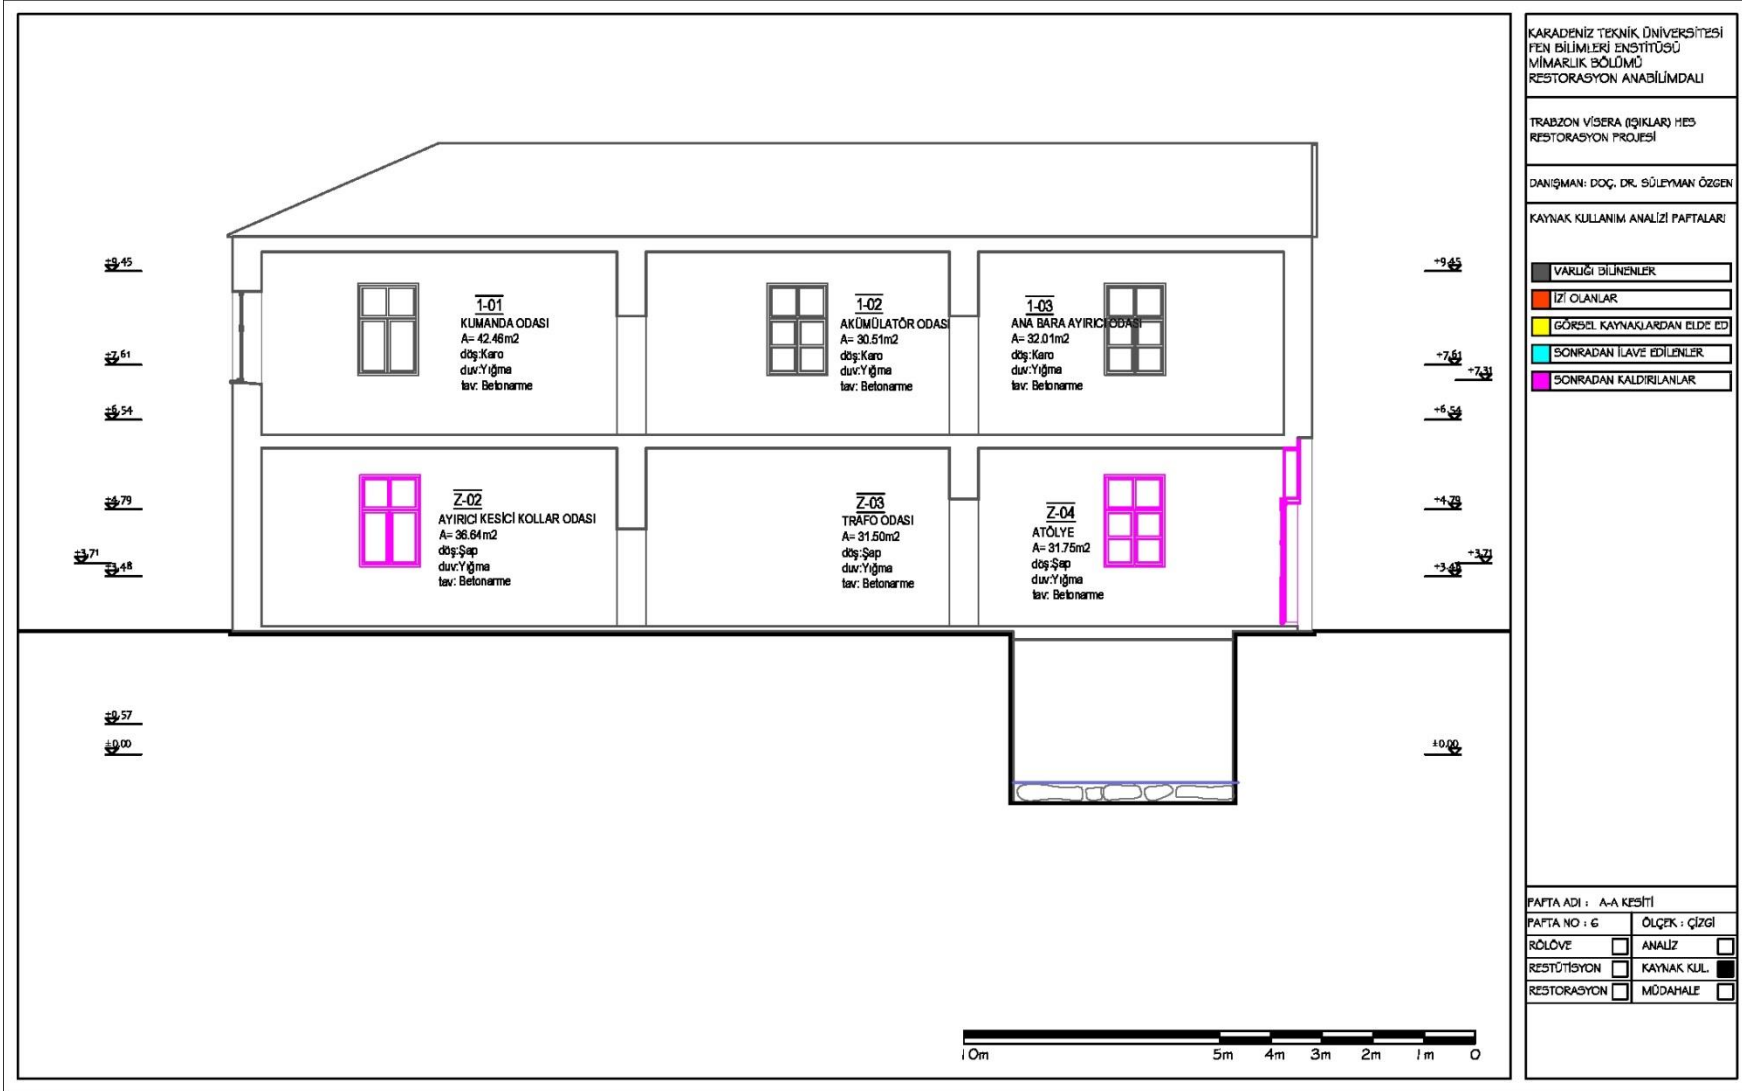 KARADENİZ TEKNİK ÜNİVERSİTESİ
FEN BİLİMLERİ ENSTİTÜSÜ
MİMARLIK BÖLÜMÜ
RESTORASYON ANABİLİMDALI
TRABZON VİSERA (IŞIKLAR) HES
RESTORASYON PROJESİ
DANIŞMAN: DOÇ. DR. SÜLEYMAN ÖZGEN
KAYNAK KULLANIM ANALİZİ PAFTALARI
VARLIĞI BİLİNENLER
İZİ OLANLAR
GÖRSEL KAYNAKLARDAN ELDE ED
SONRADAN İLAVE EDİLENLER
SONRADAN KALDIRILANLAR
+9.45
+7.61
+6.54
+4.79
+3.71
+3.48
+0.57
±0.00
1-01
KUMANDA ODASI
A= 42.46m2
döş:Karo
duv:Yığma
tav: Betonarme
1-02
AKÜMÜLATÖR ODASI
A= 30.51m2
döş:Karo
duv:Yığma
tav: Betonarme
1-03
ANA BARA AYIRICI ODASI
A= 32.01m2
döş:Karo
duv:Yığma
tav: Betonarme
Z-02
AYIRICI KESİCİ KOLLAR ODASI
A= 36.64m2
döş:Şap
duv:Yığma
tav: Betonarme
Z-03
TRAFO ODASI
A= 31.50m2
döş:Şap
duv:Yığma
tav: Betonarme
Z-04
ATÖLYE
A= 31.75m2
döş:Şap
duv:Yığma
tav: Betonarme
+9.45
+7.61
+7.31
+6.54
+4.79
+3.71
+3.48
±0.00
10m 5m 4m 3m 2m 1m 0
PAFTA ADI : A-A KESİTİ
PAFTA NO : 6 ÖLÇEK : ÇİZGİ
RÖLÖVE ANALİZ
RESTÜTİSYON KAYNAK KUL.
RESTORASYON MÜDAHALE